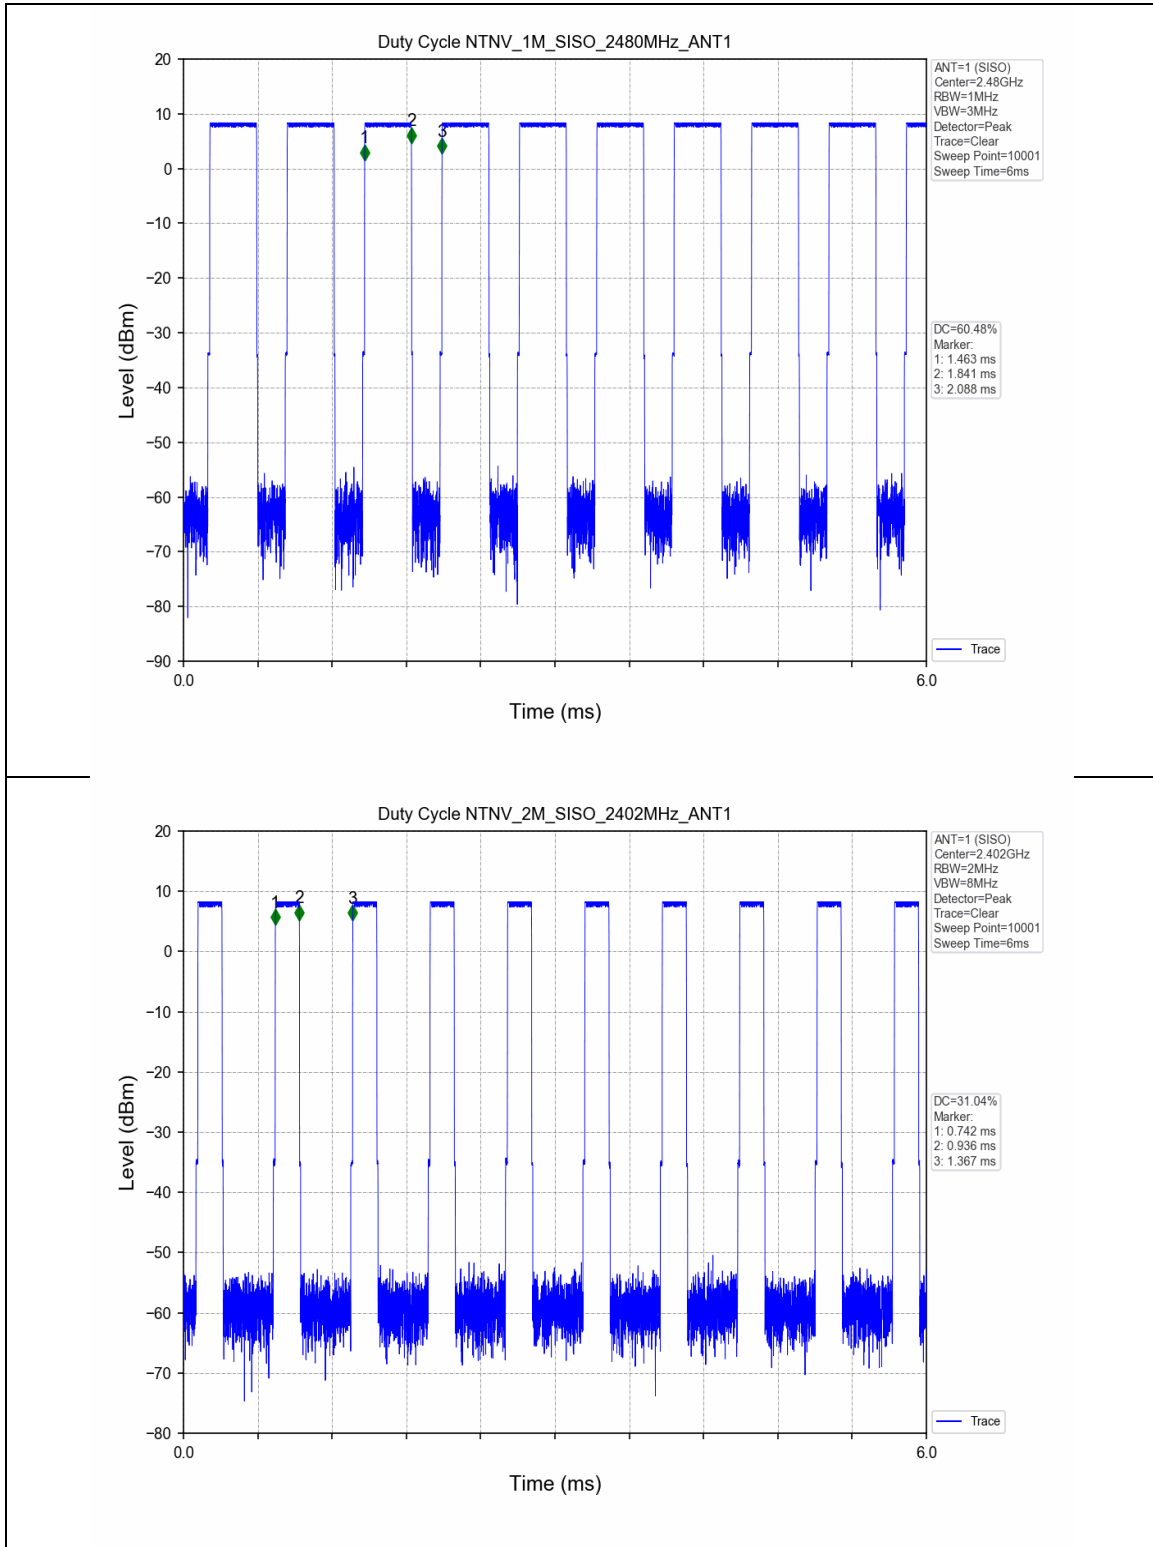 Duty Cycle NTNV_1M_SISO_2480MHz_ANT1
20
10
0
−10
−20
−30
−40
−50
−60
−70
−80
−90
Level (dBm)
1
2
3
0.0
6.0
Time (ms)
ANT=1 (SISO)
Center=2.48GHz
RBW=1MHz
VBW=3MHz
Detector=Peak
Trace=Clear
Sweep Point=10001
Sweep Time=6ms
DC=60.48%
Marker:
1: 1.463 ms
2: 1.841 ms
3: 2.088 ms
Trace
Duty Cycle NTNV_2M_SISO_2402MHz_ANT1
20
10
0
−10
−20
−30
−40
−50
−60
−70
−80
Level (dBm)
1
2
3
0.0
6.0
Time (ms)
ANT=1 (SISO)
Center=2.402GHz
RBW=2MHz
VBW=8MHz
Detector=Peak
Trace=Clear
Sweep Point=10001
Sweep Time=6ms
DC=31.04%
Marker:
1: 0.742 ms
2: 0.936 ms
3: 1.367 ms
Trace